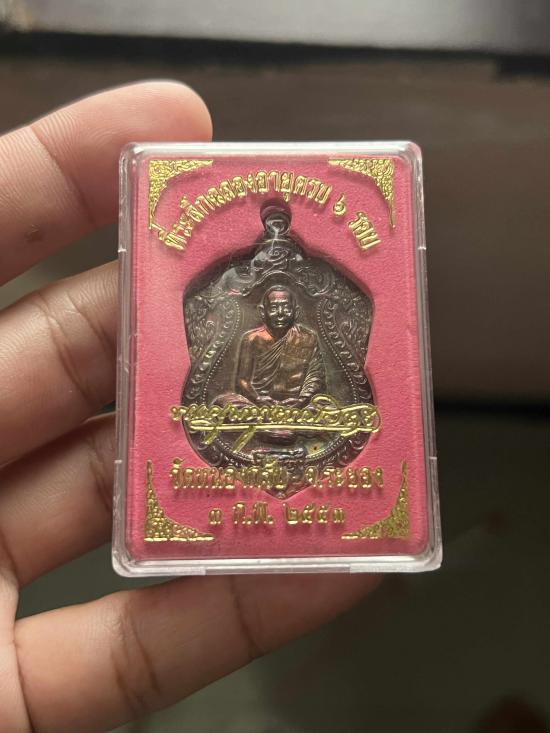 ที่ระลึกฉลองอายุครบ ๖ รอบ
วัดหนองกลับ จ.ระยอง
๓ ก.พ. ๒๕๕๓